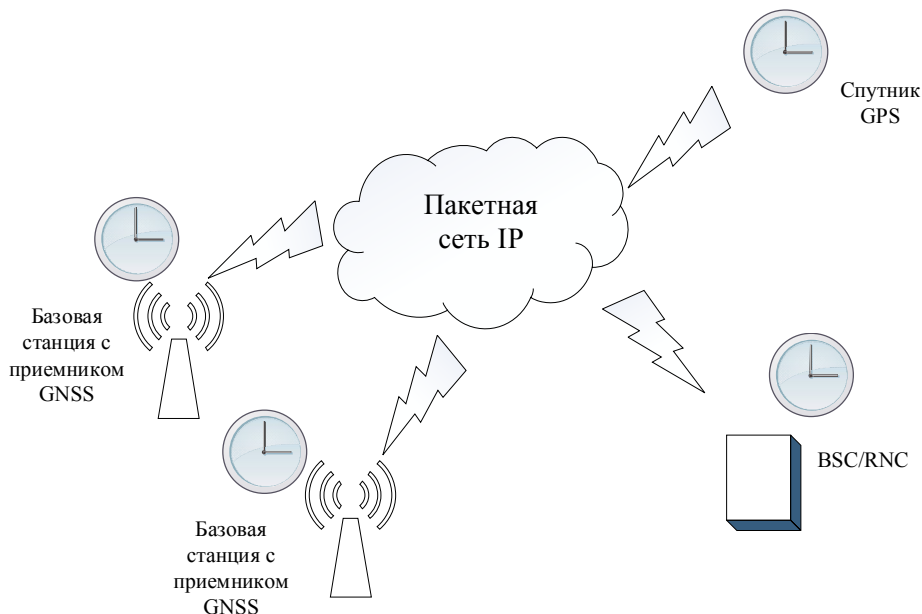 Спутник
GPS
Пакетная
сеть IP
Базовая
станция с
приемником
GNSS
BSC/RNC
Базовая
станция с
приемником
GNSS